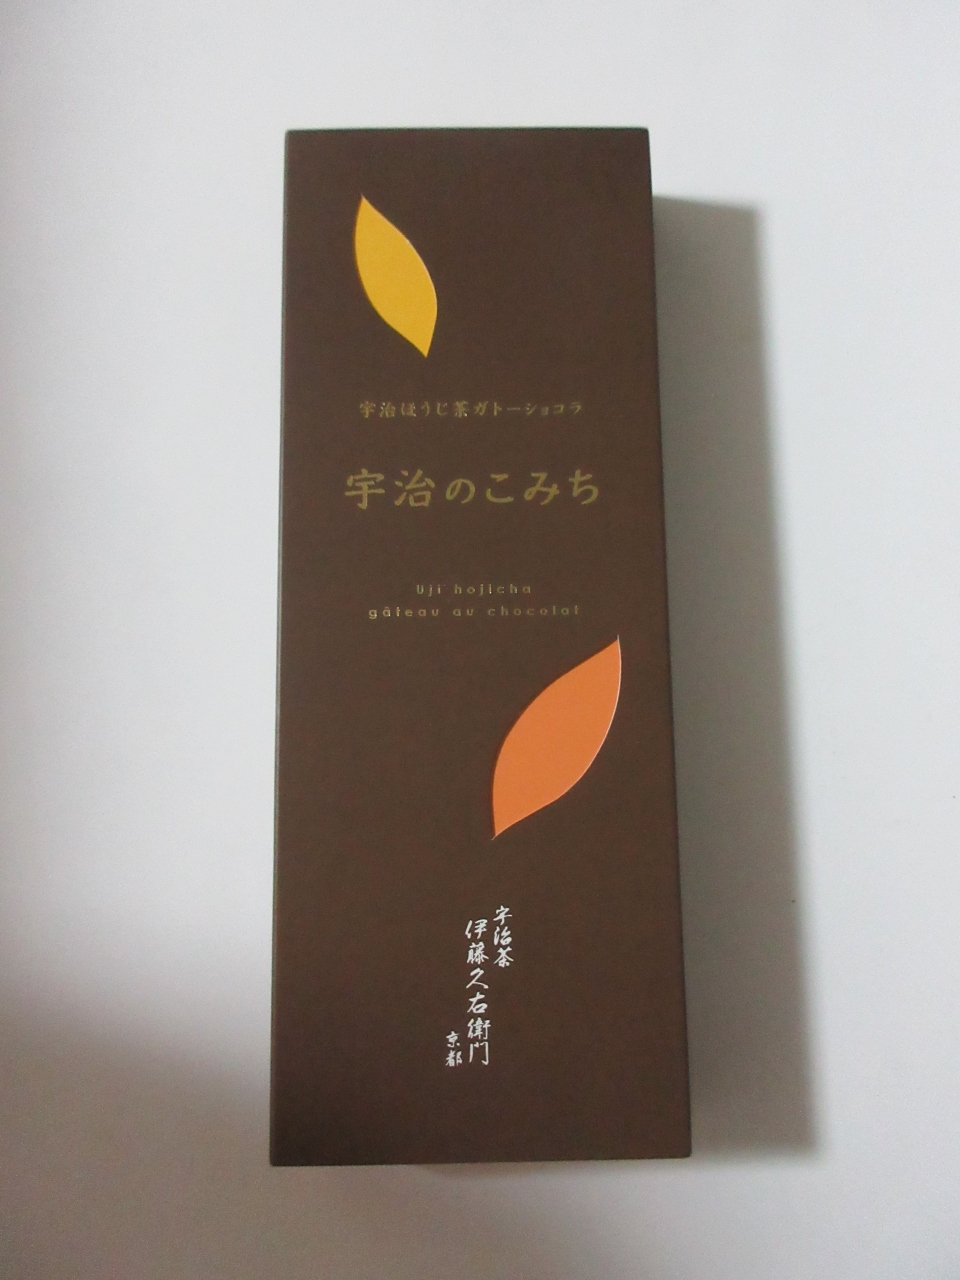 宇治ほうじ茶ガトーショコラ
宇治のこみち
Uji hojicha
gâteau au chocolat
宇治茶
伊藤久右衛門
京都